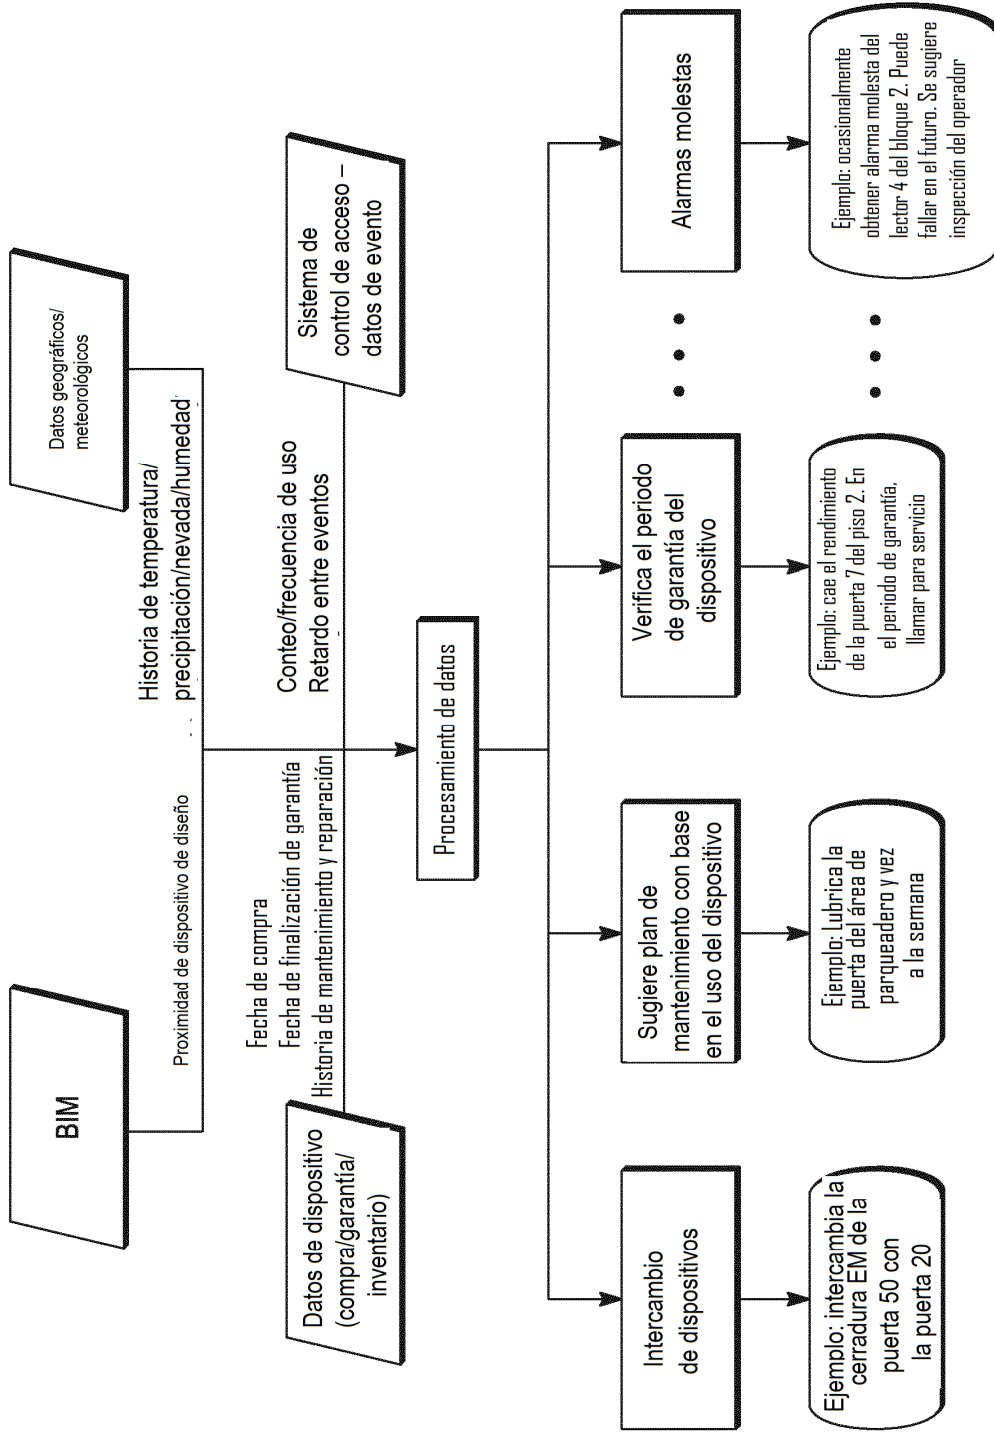 BIM
Datos geográficos/
meteorológicos
Proximidad de dispositivo de diseño
Historia de temperatura/
precipitación/nevada/humedad
Datos de dispositivo
(compra/garantía/
inventario)
Fecha de compra
Fecha de finalización de garantía
Historia de mantenimiento y reparación
Conteo/frecuencia de uso
Retardo entre eventos
Sistema de
control de acceso –
datos de evento
Procesamiento de datos
Intercambio
de dispositivos
Sugiere plan de
mantenimiento con base
en el uso del dispositivo
Verifica el periodo
de garantía del
dispositivo
Alarmas molestas
Ejemplo: intercambia la
cerradura EM de la
puerta 50 con
la puerta 20
Ejemplo: Lubrica la
puerta del área de
parqueadero y vez
a la semana
Ejemplo: cae el rendimiento
de la puerta 7 del piso 2. En
el periodo de garantía,
llamar para servicio
Ejemplo: ocasionalmente
obtener alarma molesta del
lector 4 del bloque 2. Puede
fallar en el futuro. Se sugiere
inspección del operador